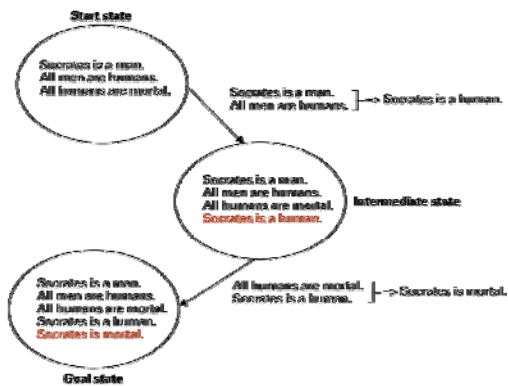 Start state
Socrates is a man.
All men are humans.
All humans are mortal.
Socrates is a man.
All men are humans.
--> Socrates is a human.
Socrates is a man.
All men are humans.
All humans are mortal.
Socrates is a human.
Intermediate state
Socrates is a man.
All men are humans.
All humans are mortal.
Socrates is a human.
Socrates is mortal.
All humans are mortal.
Socrates is a human.
--> Socrates is mortal.
Goal state